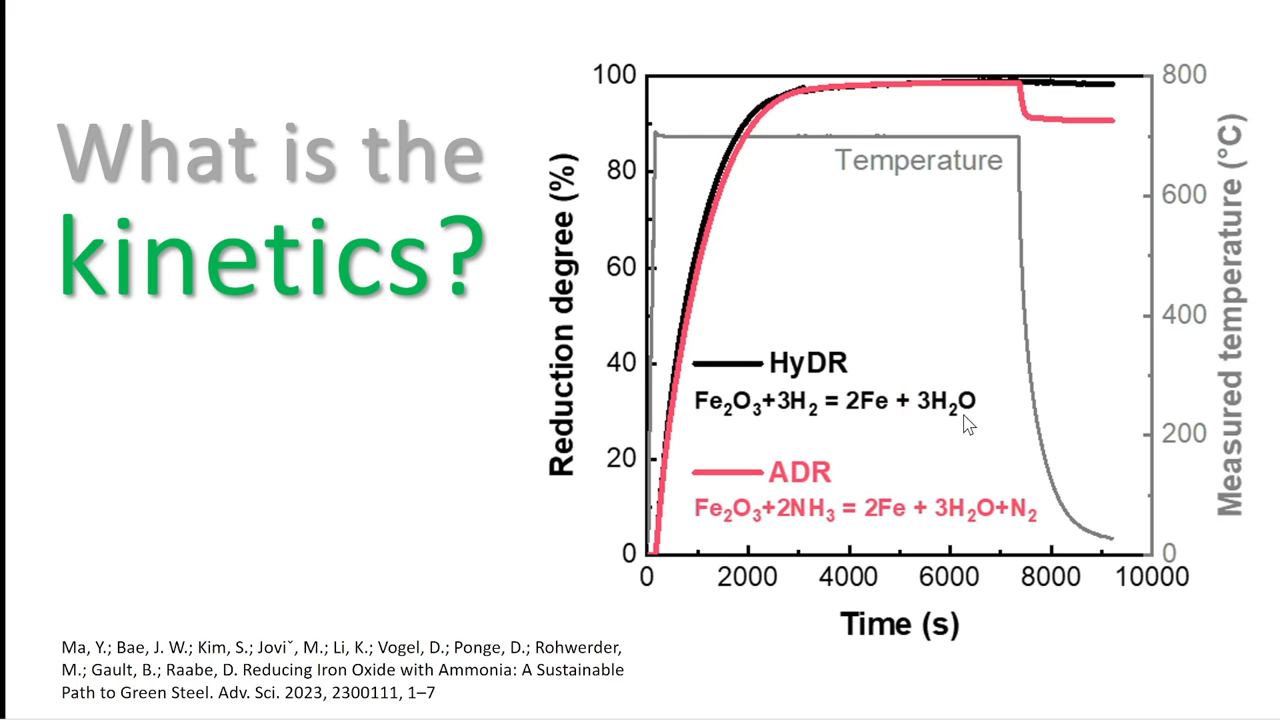 What is the
kinetics?
100
80
60
40
20
0
Reduction degree (%)
800
600
400
200
0
Measured temperature (°C)
Temperature
HyDR
Fe₂O₃+3H₂ = 2Fe + 3H₂O
ADR
Fe₂O₃+2NH₃ = 2Fe + 3H₂O+N₂
0 2000 4000 6000 8000 10000
Time (s)
Ma, Y.; Bae, J. W.; Kim, S.; Joviˇ, M.; Li, K.; Vogel, D.; Ponge, D.; Rohwerder,
M.; Gault, B.; Raabe, D. Reducing Iron Oxide with Ammonia: A Sustainable
Path to Green Steel. Adv. Sci. 2023, 2300111, 1–7